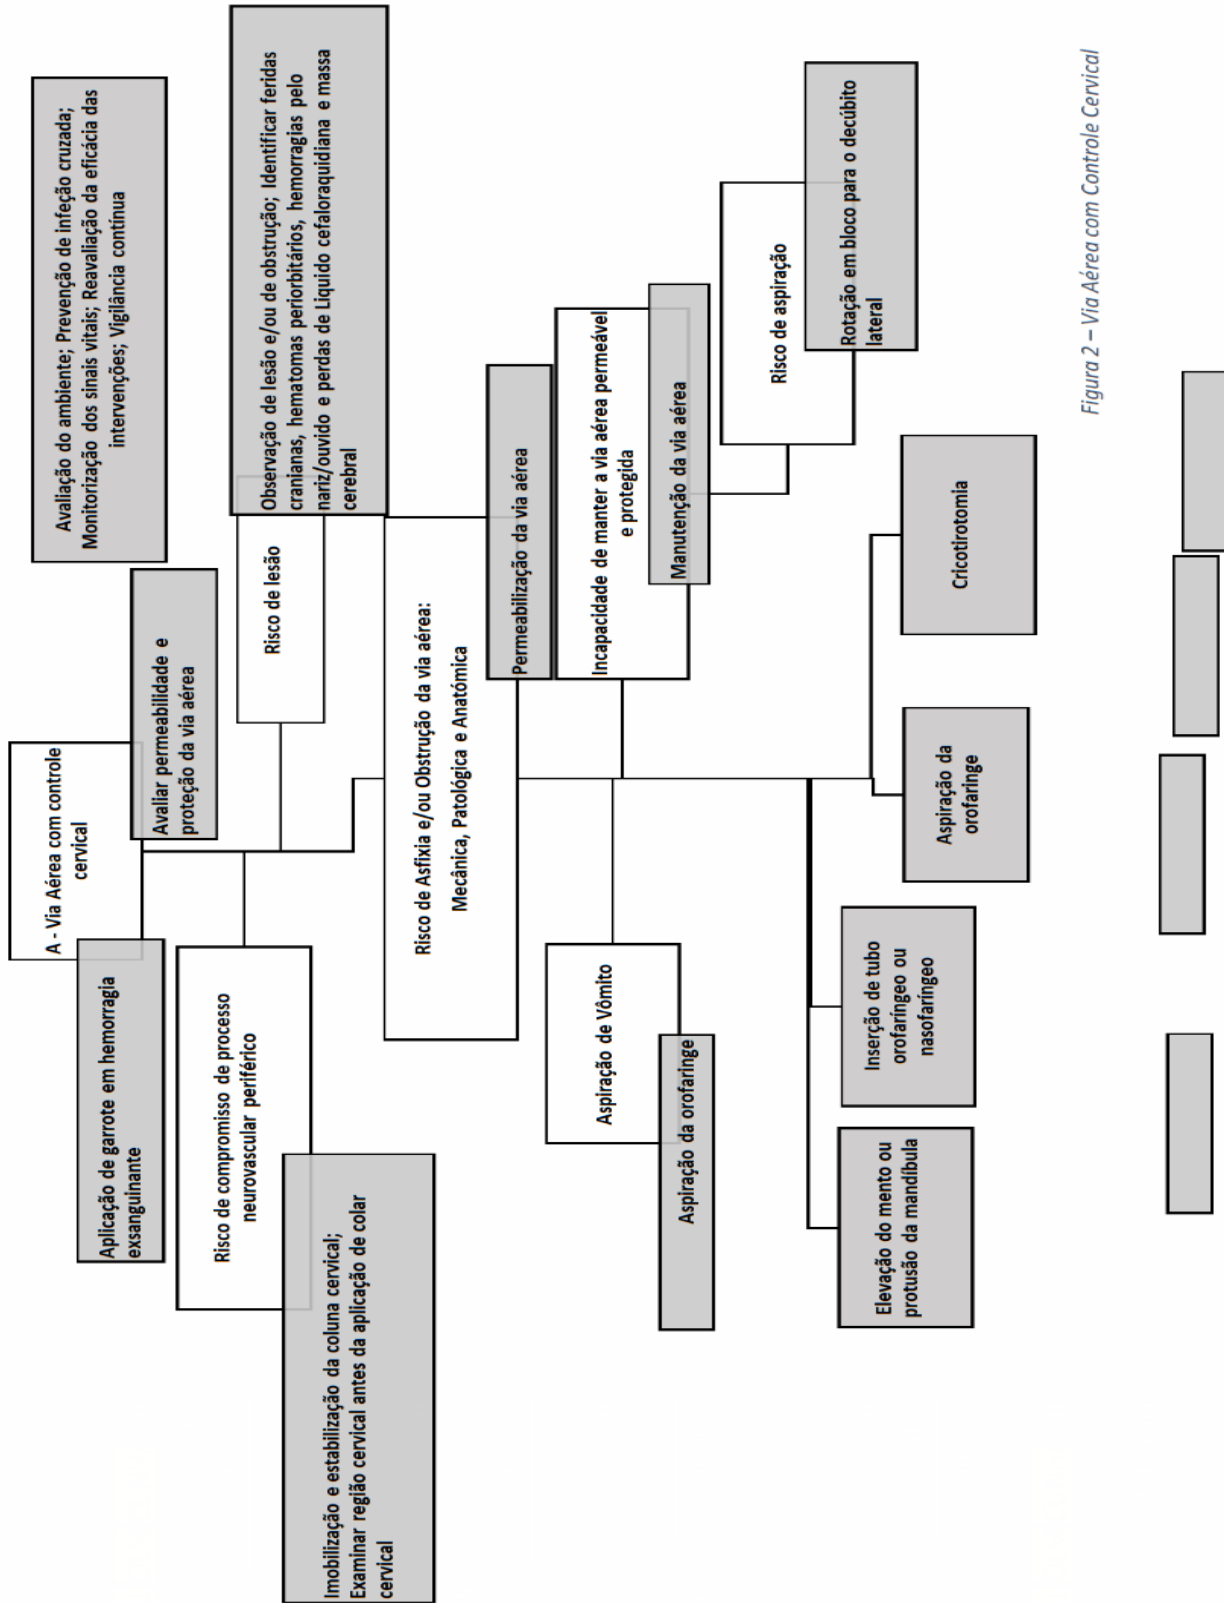 A - Via Aérea com controle
cervical
Aplicação de garrote em hemorragia
exsanguinante
Avaliar permeabilidade e
proteção da via aérea
Avaliação do ambiente; Prevenção de infeção cruzada;
Monitorização dos sinais vitais; Reavaliação da eficácia das
intervenções; Vigilância contínua
Risco de compromisso de processo
neurovascular periférico
Imobilização e estabilização da coluna cervical;
Examinar região cervical antes da aplicação de colar
cervical
Risco de lesão
Observação de lesão e/ou de obstrução; Identificar feridas
cranianas, hematomas periorbitários, hemorragias pelo
nariz/ouvido e perdas de Liquido cefaloraquidiana e massa
cerebral
Risco de Asfixia e/ou Obstrução da via aérea:
Mecânica, Patológica e Anatómica
Permeabilização da via aérea
Aspiração de Vômito
Aspiração da orofaringe
Incapacidade de manter a via aérea permeável
e protegida
Manutenção da via aérea
Risco de aspiração
Rotação em bloco para o decúbito
lateral
Elevação do mento ou
protusão da mandíbula
Inserção de tubo
orofaríngeo ou
nasofaríngeo
Aspiração da
orofaringe
Cricotirotomia
Figura 2 – Via Aérea com Controle Cervical